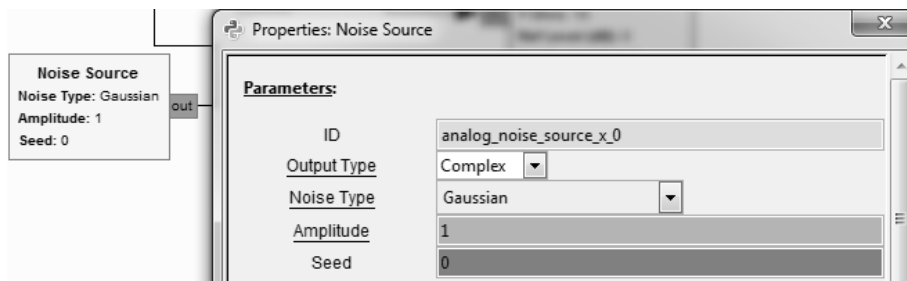 Properties: Noise Source
Noise Source
Noise Type: Gaussian
Amplitude: 1
Seed: 0
out
Parameters:
ID
analog_noise_source_x_0
Output Type
Complex
Noise Type
Gaussian
Amplitude
1
Seed
0